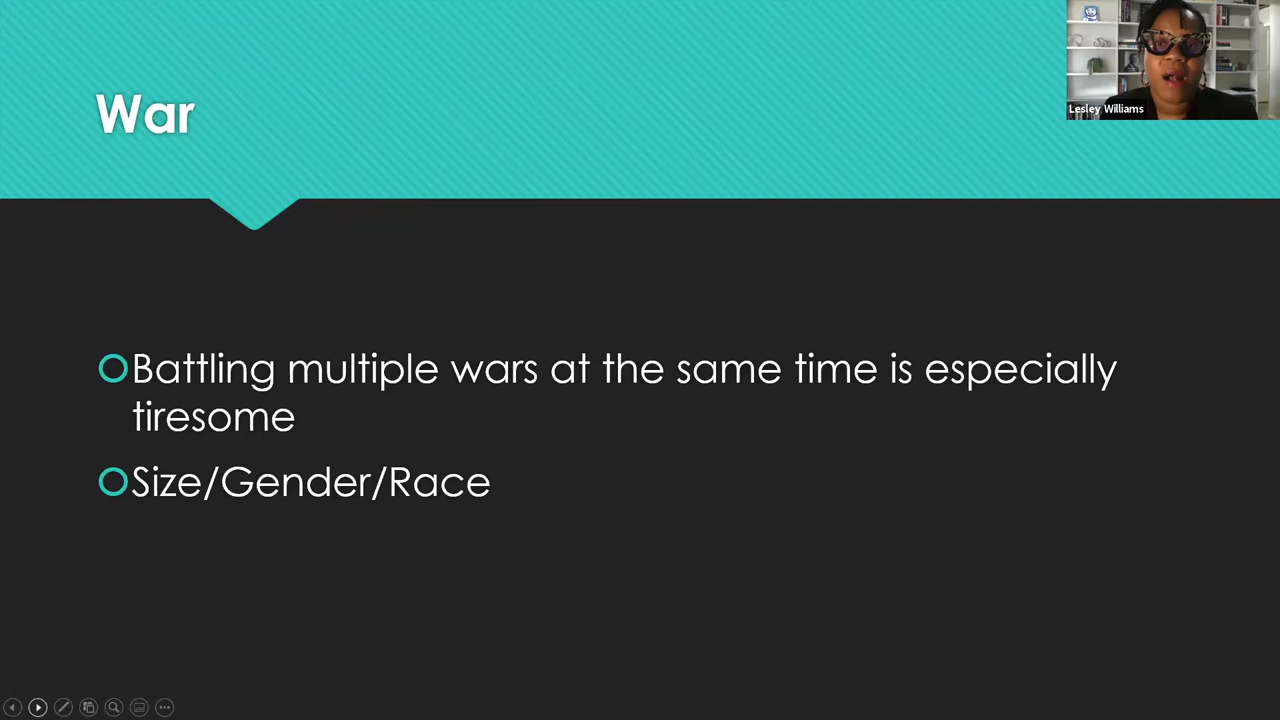 Lesley Williams
War
Battling multiple wars at the same time is especially
tiresome
Size/Gender/Race